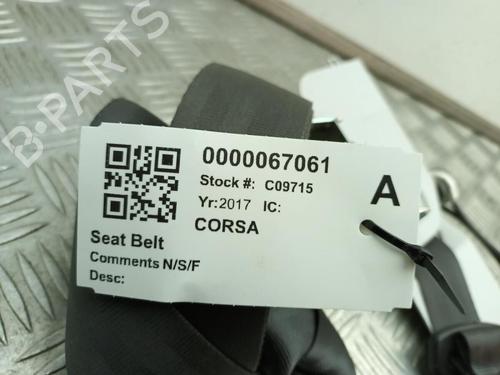 B-PARTS
0000067061
Stock #: C09715
Yr:2017 IC:
CORSA
A
Seat Belt
Comments N/S/F
Desc: